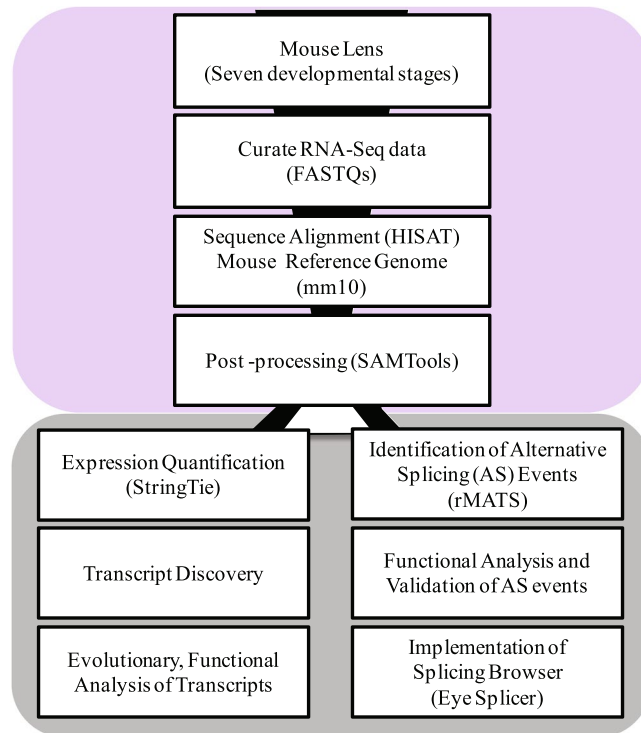 Mouse Lens
(Seven developmental stages)
Curate RNA-Seq data
(FASTQs)
Sequence Alignment (HISAT)
Mouse Reference Genome
(mm10)
Post -processing (SAMTools)
Expression Quantification
(StringTie)
Transcript Discovery
Evolutionary, Functional
Analysis of Transcripts
Identification of Alternative
Splicing (AS) Events
(rMATS)
Functional Analysis and
Validation of AS events
Implementation of
Splicing Browser
(Eye Splicer)